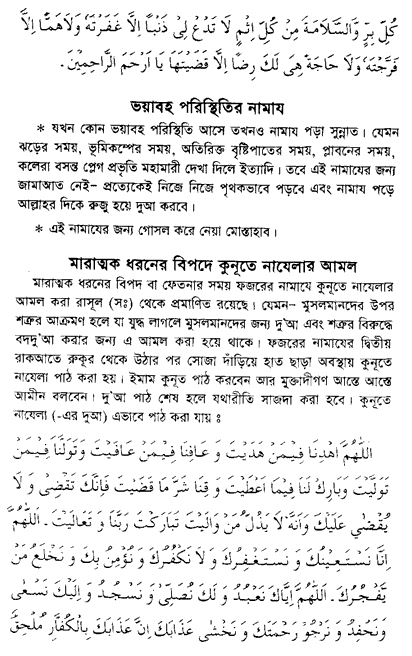 كُلِّ بِرٍّ وَّالسَّلَامَةَ مِنْ كُلِّ اِثْمٍ لَا تَدَعْ لِىْ ذَنْبًا اِلَّا غَفَرْتَهٗ وَلَاهَمًّا اِلَّا
فَرَّجْتَهٗ وَلَا حَاجَةً هِىَ لَكَ رِضًا اِلَّا قَضَيْتَهَا يَا اَرْحَمَ الرَّاحِمِيْنَ.
ভয়াবহ পরিস্থিতির নামায
* যখন কোন ভয়াবহ পরিস্থিতি আসে তখনও নামায পড়া সুন্নাত। যেমন
ঝড়ের সময়, ভূমিকম্পের সময়, অতিরিক্ত বৃষ্টিপাতের সময়, প্লাবনের সময়,
কলেরা বসন্ত প্লেগ প্রভৃতি মহামারী দেখা দিলে ইত্যাদি। তবে এই নামাযের জন্য
জামাআত নেই– প্রত্যেকেই নিজে নিজে পৃথকভাবে পড়বে এবং নামায পড়ে
আল্লাহর দিকে রুজু হয়ে দুআ করবে।
* এই নামাযের জন্য গোসল করে নেয়া মোস্তাহাব।
মারাত্মক ধরনের বিপদে কুনূতে নাযেলার আমল
মারাত্মক ধরনের বিপদ বা ফেতনার সময় ফজরের নামাযে কুনূতে নাযেলার
আমল করা রাসূল (সঃ) থেকে প্রমাণিত রয়েছে। যেমন– মুসলমানদের উপর
শত্রুর আক্রমণ হলে যা যুদ্ধ লাগলে মুসলমানদের জন্য দু'আ এবং শত্রুর বিরুদ্ধে
বদদু'আ করার জন্য এ আমল করা হয়ে থাকে। ফজরের নামাযের দ্বিতীয়
রাকআতে রুকূর থেকে উঠার পর সোজা দাঁড়িয়ে হাত ছাড়া অবস্থায় কুনূতে
নাযেলা পাঠ করা হয়। ইমাম কুনূত পাঠ করবেন আর মুক্তাদীগণ আস্তে আস্তে
আমীন বলবেন। দু'আ পাঠ শেষ হলে যথারীতি সাজদা করা হবে। কুনূতে
নাযেলা (-এর দুআ) এভাবে পাঠ করা যায় ঃ
اَللّٰهُمَّ اهْدِنَا فِيْمَنْ هَدَيْتَ وَ عَافِنَا فِيْمَنْ عَافَيْتَ وَتَوَلَّنَا فِيْمَنْ
تَوَلَّيْتَ وَبَارِكْ لَنَا فِيْمَا اَعْطَيْتَ وَ قِنَا شَرَّ مَا قَضَيْتَ فَاِنَّكَ تَقْضِىْ وَ لَا
يُقْضٰى عَلَيْكَ وَاِنَّهٗ لَا يَذِلُّ مَنْ وَالَيْتَ تَبَارَكْتَ رَبَّنَا وَ تَعَالَيْتَ. اَللّٰهُمَّ
اِنَّا نَسْتَعِيْنُكَ وَ نَسْتَغْفِرُكَ وَ لَا نَكْفُرُكَ وَ نُؤْمِنُ بِكَ وَ نَخْلَعُ مَنْ
يَّفْجُرُكَ. اَللّٰهُمَّ اِيَّاكَ نَعْبُدُ وَ لَكَ نُصَلِّىْ وَ نَسْجُدُ وَ اِلَيْكَ نَسْعٰى
وَنَحْفِدُ وَ نَرْجُوْ رَحْمَتَكَ وَ نَخْشٰى عَذَابَكَ اِنَّ عَذَابَكَ بِالْكُفَّارِ مُلْحِقٌ